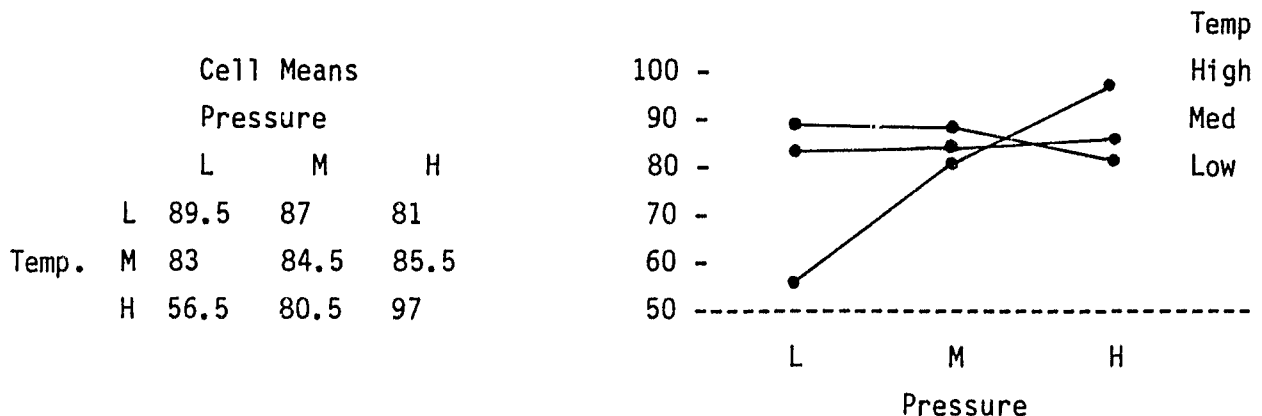 Cell Means
Pressure
L M H
L 89.5 87 81
Temp. M 83 84.5 85.5
H 56.5 80.5 97
Temp
100 - High
90 - Med
80 - Low
70 -
60 -
50 -
L M H
Pressure